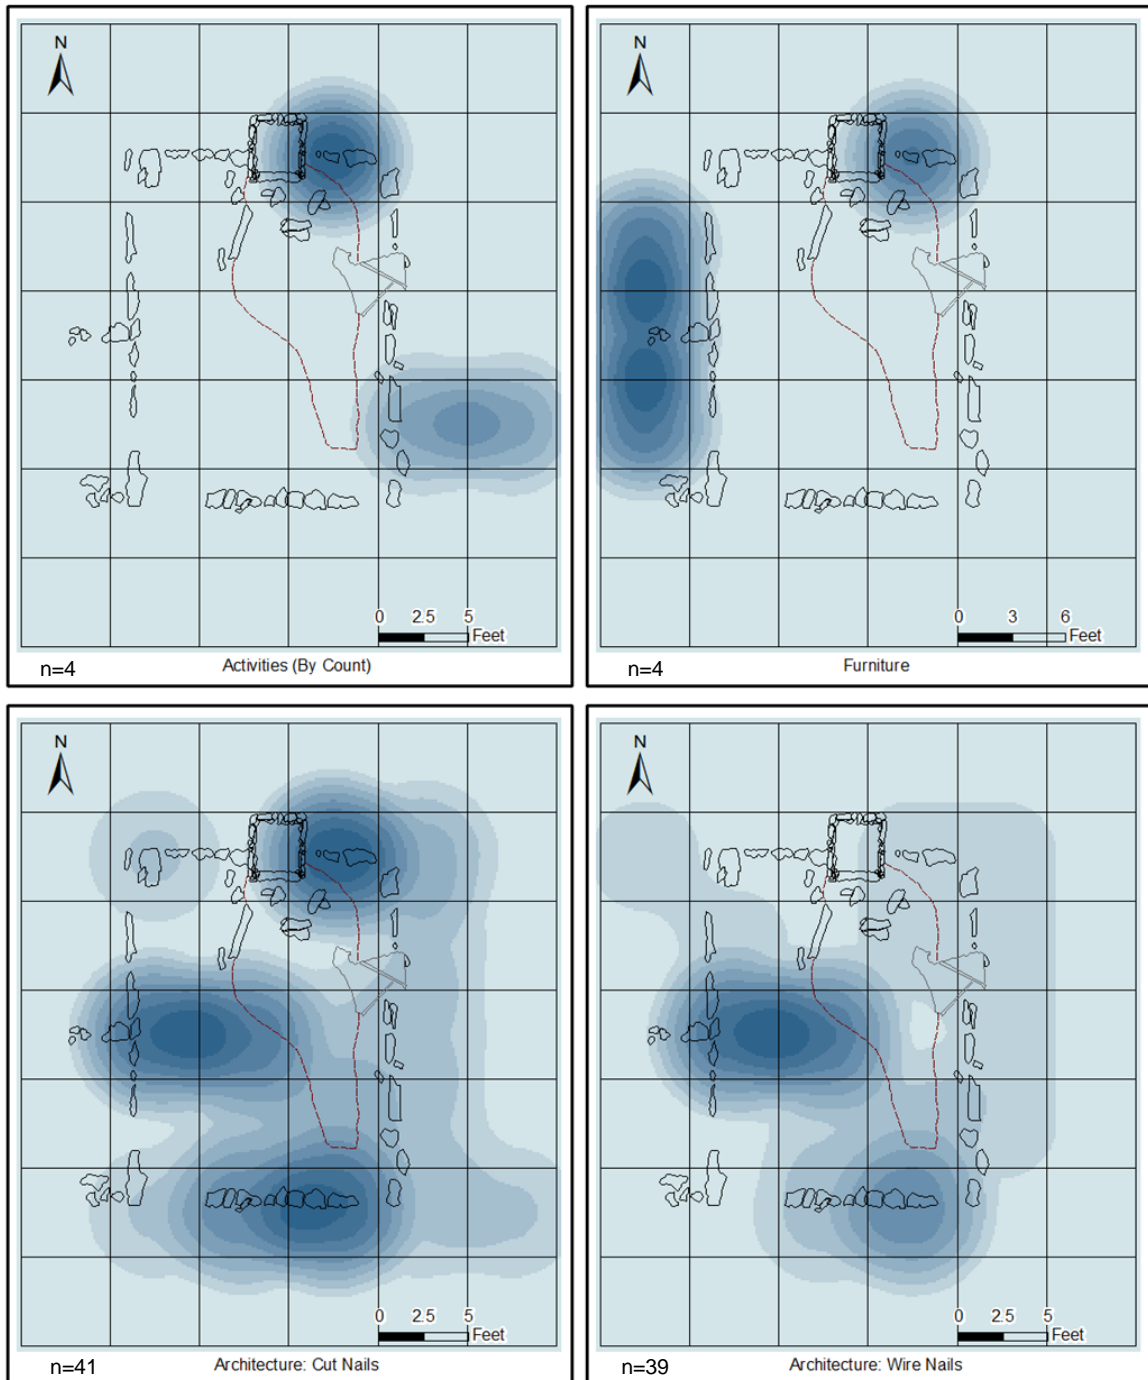 N
0 2.5 5
Feet
n=4 Activities (By Count)
N
0 3 6
Feet
n=4 Furniture
N
0 2.5 5
Feet
n=41 Architecture: Cut Nails
N
0 2.5 5
Feet
n=39 Architecture: Wire Nails